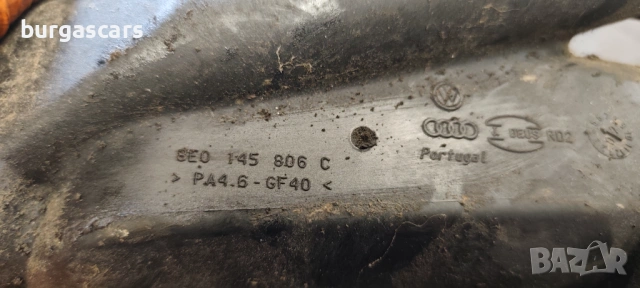 burgascars
8E0 145 806 C
> PA4.6-GF40 <
Portugal
BAZAR